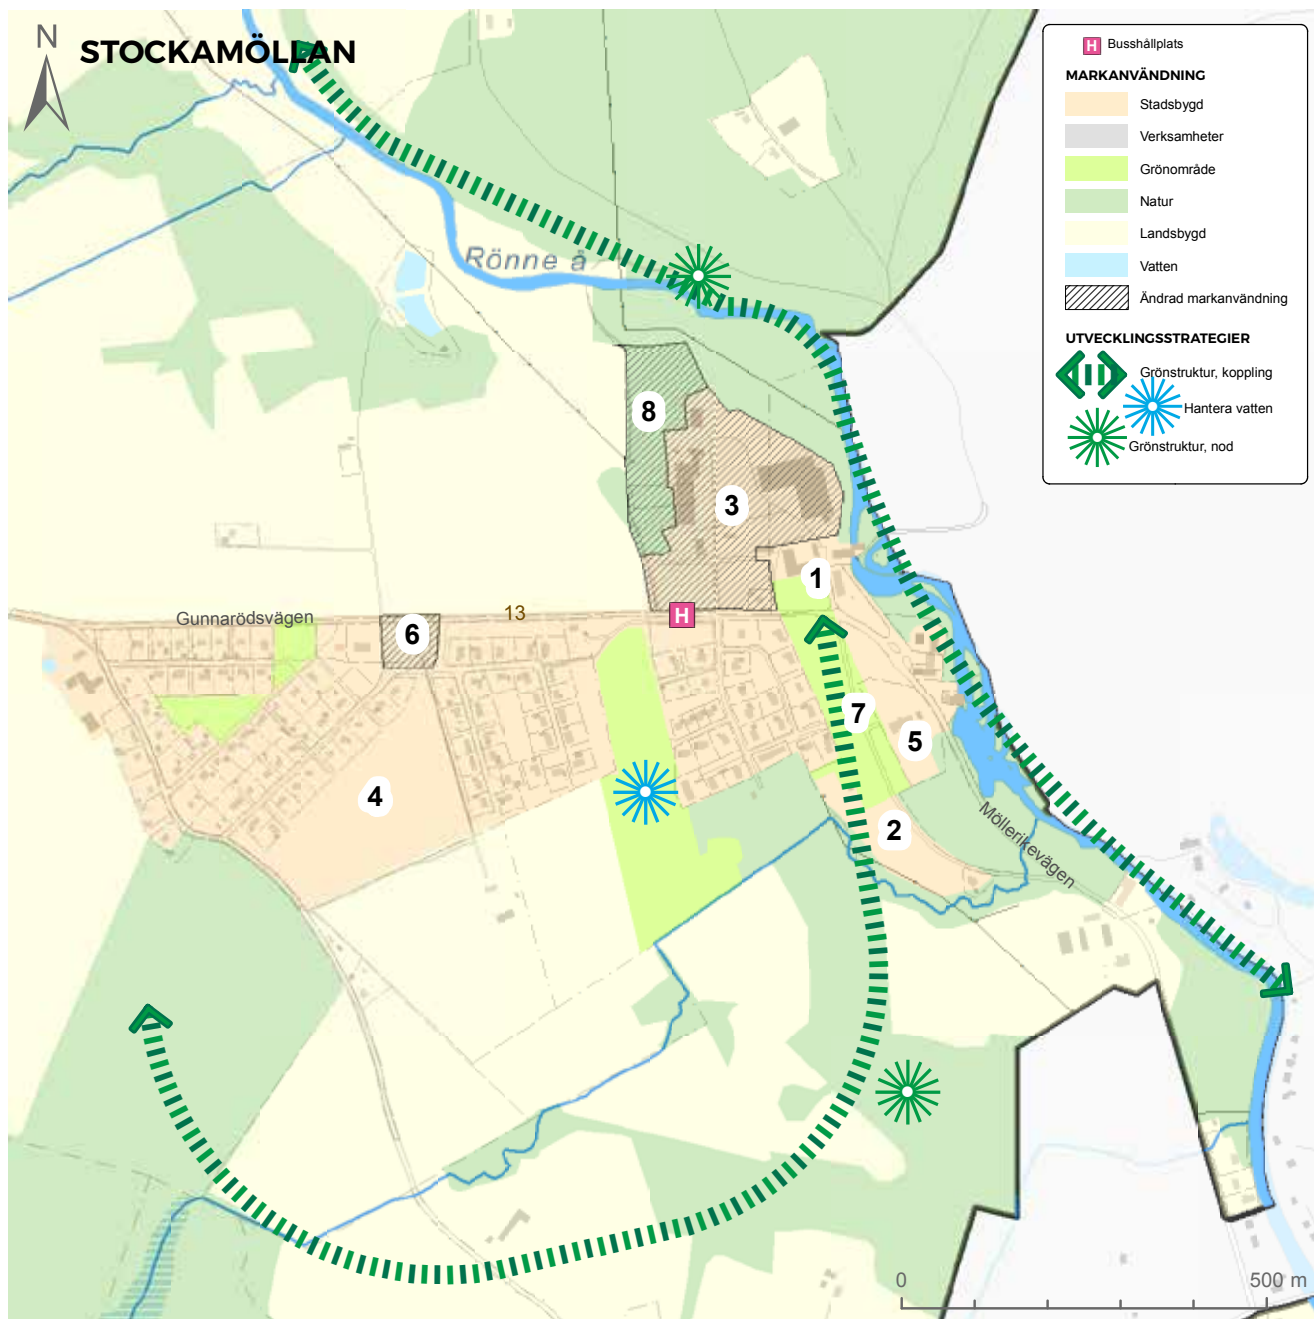 N
STOCKAMÖLLAN
H Busshållplats
MARKANVÄNDNING
Stadsbygd
Verksamheter
Grönområde
Natur
Landsbygd
Vatten
Ändrad markanvändning
UTVECKLINGSSTRATEGIER
Grönstruktur, koppling
Hantera vatten
Grönstruktur, nod
Rönne å
8
3
1
Gunnarödsvägen
13
H
6
7
5
4
2
Möllerikevägen
0
500 m